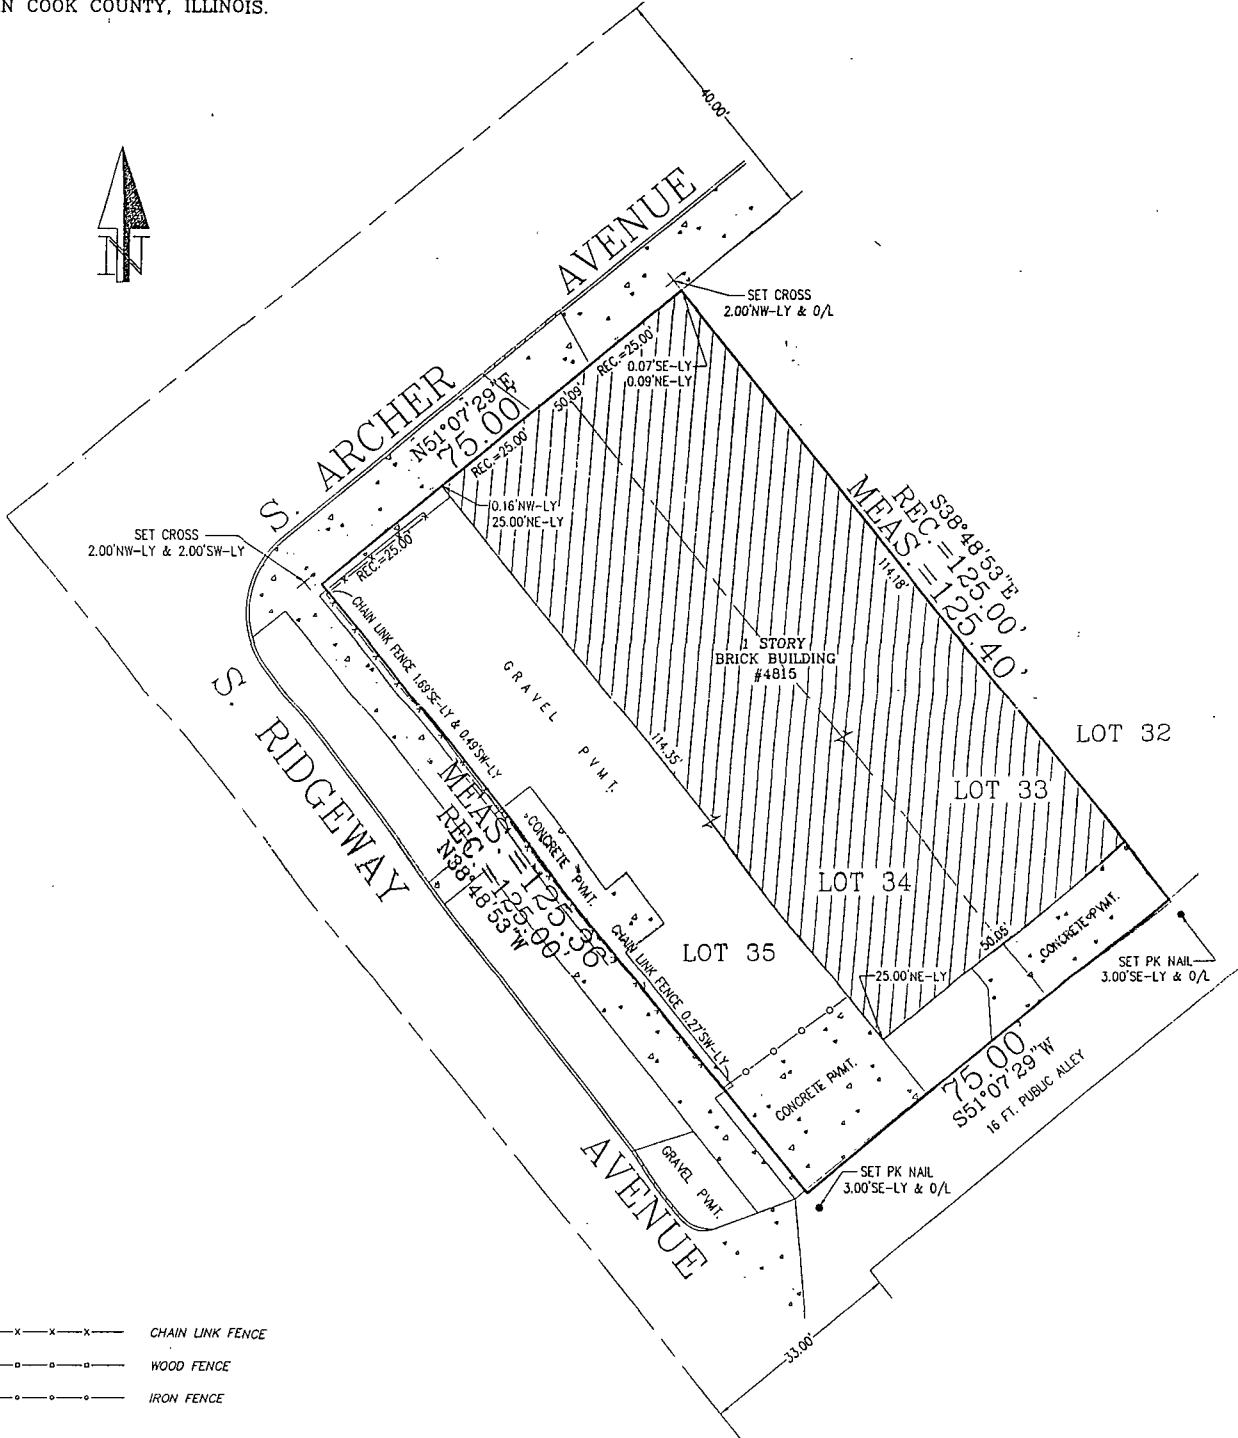 N COOK COUNTY, ILLINOIS.
40.00'
N
S. ARCHER AVENUE
SET CROSS
2.00'NW-LY & O/L
REC.=25.00'
0.07'SE-LY
0.09'NE-LY
50.09'
N51°07'29"E
75.00'
REC.=25.00'
0.16'NW-LY
25.00'NE-LY
SET CROSS
2.00'NW-LY & 2.00'SW-LY
REC.=25.00'
S38°48'53"E
REC.=125.00'
MEAS.=125.40'
114.18'
CHAIN LINK FENCE 1.69'SE-LY & 0.49'SW-LY
GRAVEL PVMT.
1 STORY
BRICK BUILDING
#4815
114.35'
S. RIDGEWAY AVENUE
LOT 32
LOT 33
LOT 34
LOT 35
MEAS.=125.36'
REC.=125.00'
N38°48'53"W
CONCRETE PVMT.
CHAIN LINK FENCE 0.27'SW-LY
50.05'
CONCRETE PVMT.
25.00'NE-LY
SET PK NAIL
3.00'SE-LY & O/L
CONCRETE PVMT.
75.00'
S51°07'29"W
16 FT. PUBLIC ALLEY
GRAVEL PVMT.
SET PK NAIL
3.00'SE-LY & O/L
33.00'
CHAIN LINK FENCE
WOOD FENCE
IRON FENCE